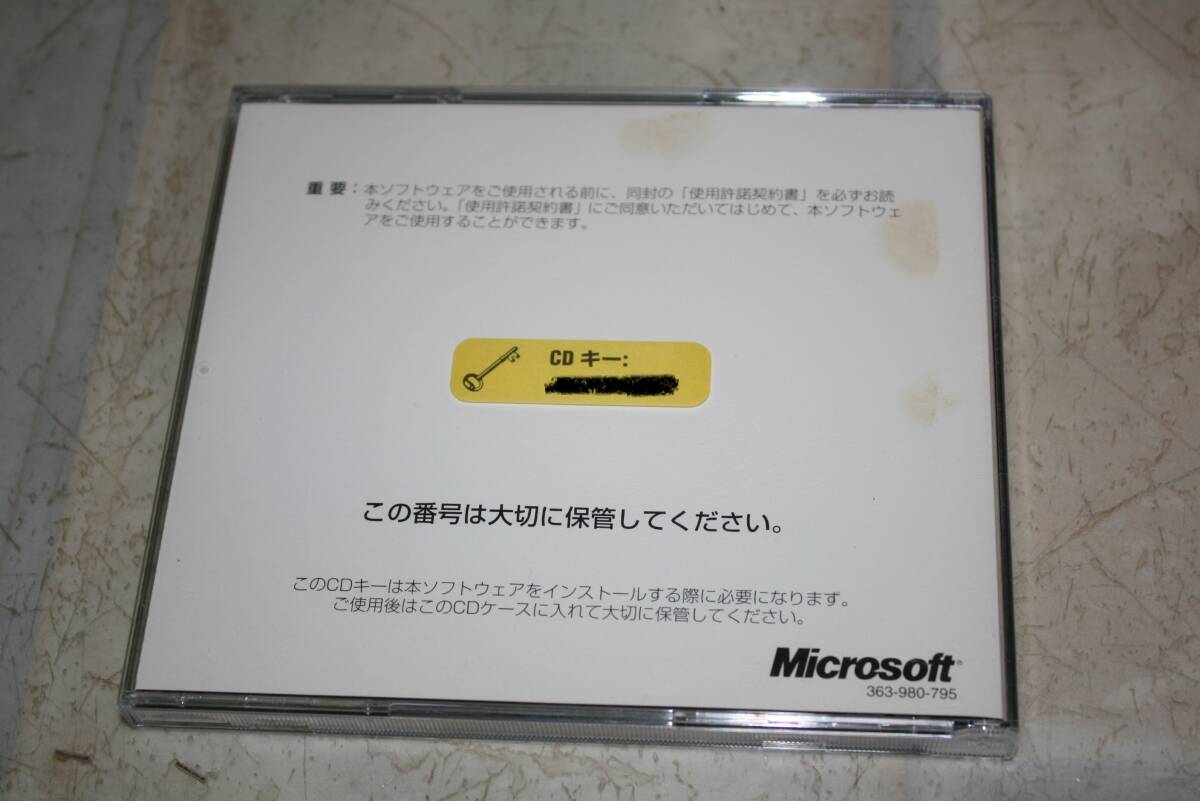 重要：本ソフトウェアをご使用される前に、同封の「使用許諾契約書」を必ずお読
みください。「使用許諾契約書」にご同意いただいてはじめて、本ソフトウェ
アをご使用することができます。
CD キー:
この番号は大切に保管してください。
このCDキーは本ソフトウェアをインストールする際に必要になります。
ご使用後はこのCDケースに入れて大切に保管してください。
Microsoft®
363-980-795